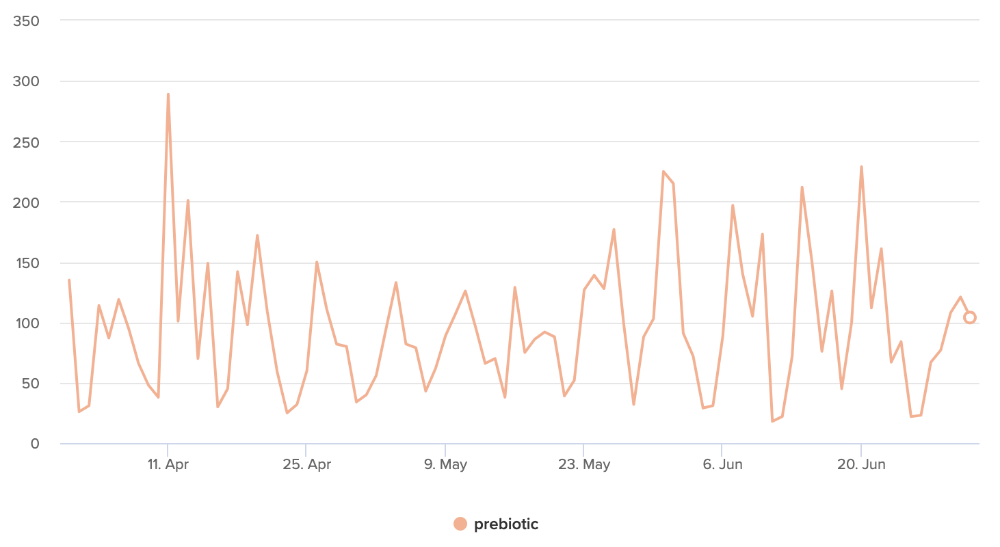 350
300
250
200
150
100
50
0
11. Apr
25. Apr
9. May
23. May
6. Jun
20. Jun
prebiotic